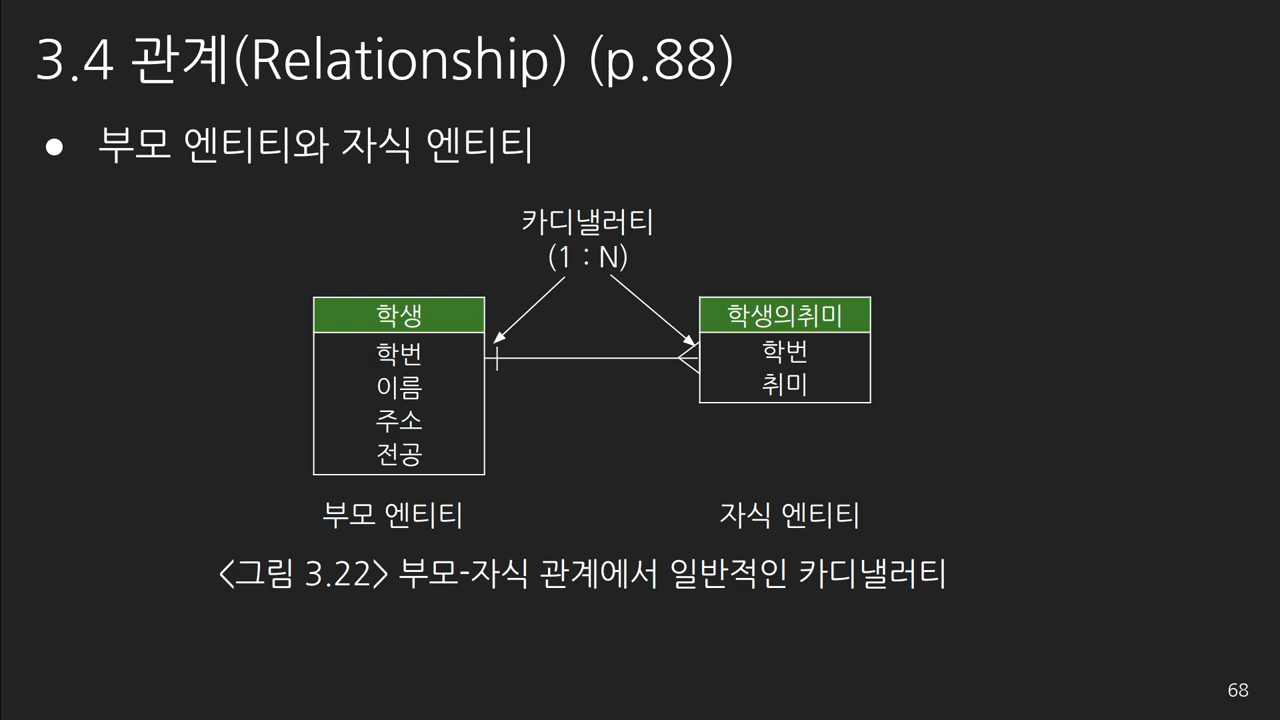 3.4 관계(Relationship) (p.88)
● 부모 엔티티와 자식 엔티티
카디낼러티
(1 : N)
학생
학번
이름
주소
전공
학생의취미
학번
취미
부모 엔티티
자식 엔티티
<그림 3.22> 부모-자식 관계에서 일반적인 카디낼러티
68